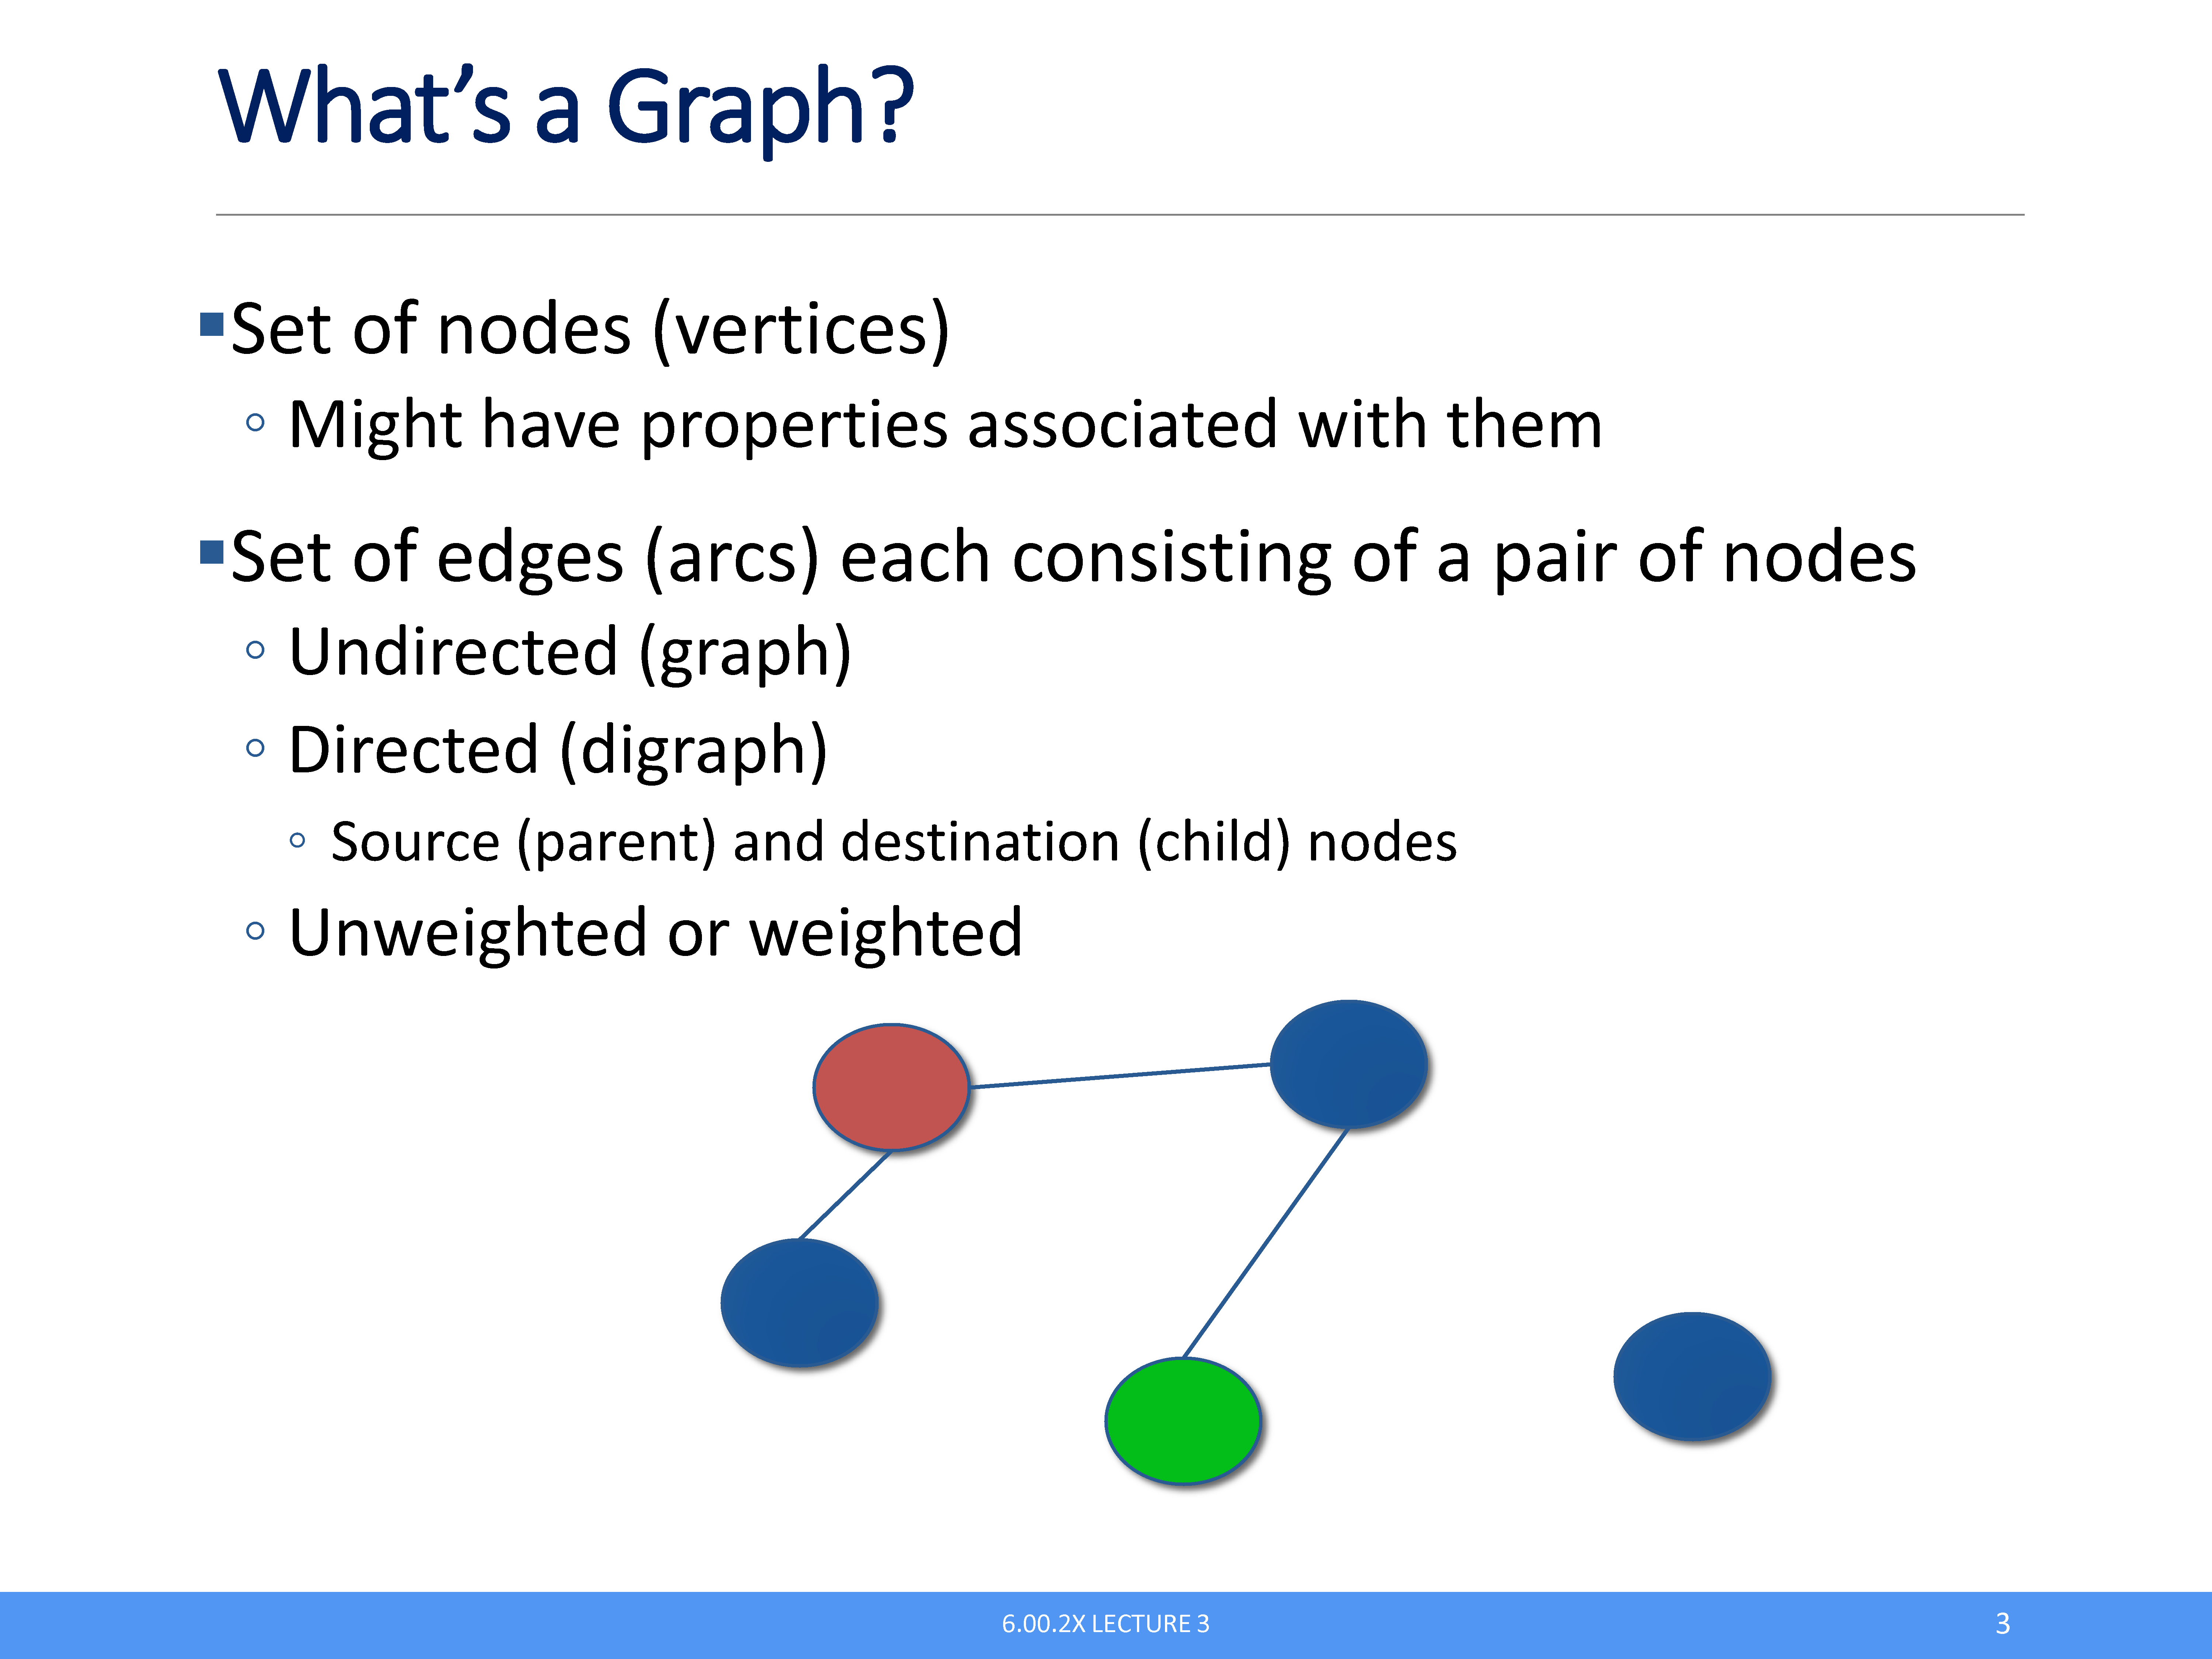 What’s a Graph?
▪Set of nodes (vertices)
◦ Might have properties associated with them
▪Set of edges (arcs) each consisting of a pair of nodes
◦ Undirected (graph)
◦ Directed (digraph)
◦ Source (parent) and destination (child) nodes
◦ Unweighted or weighted
6.00.2X LECTURE 3
3